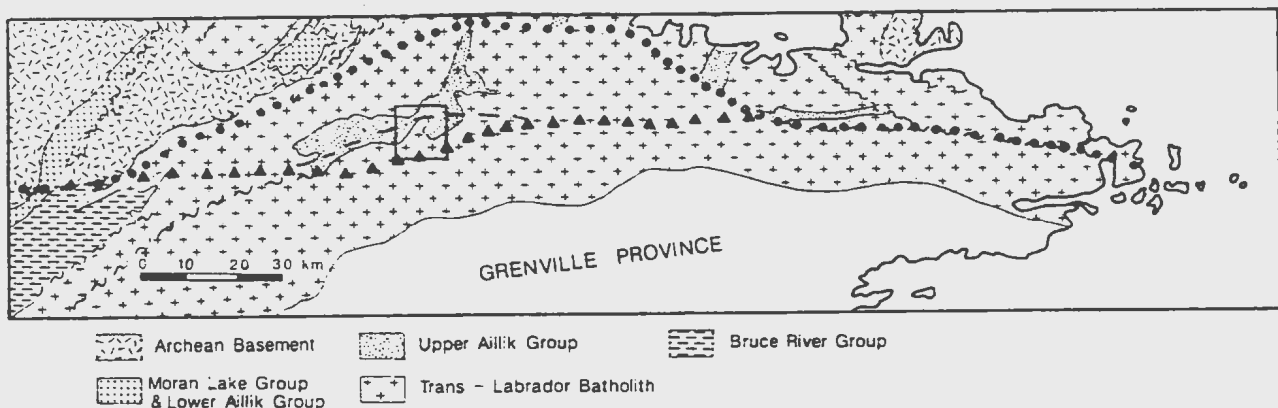 0 10 20 30 km
GRENVILLE PROVINCE
Archean Basement
Upper Aillik Group
Bruce River Group
Moran Lake Group
& Lower Aillik Group
Trans - Labrador Batholith